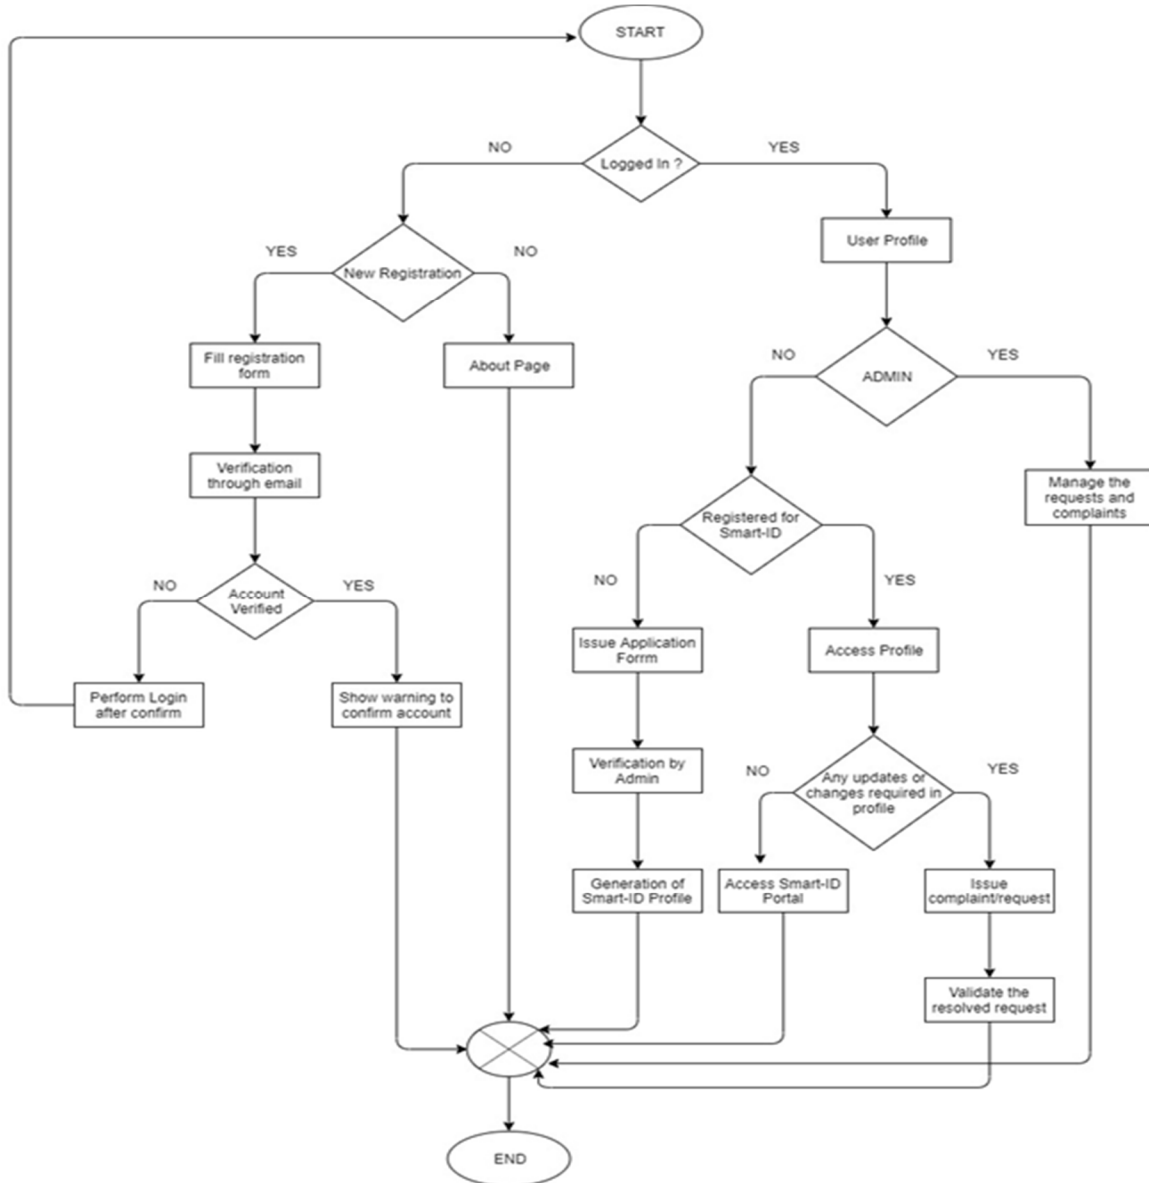 START
Logged In ?
NO
YES
User Profile
New Registration
YES
NO
Fill registration
form
About Page
ADMIN
NO
YES
Verification
through email
Manage the
requests and
complaints
Registered for
Smart-ID
NO
YES
Account
Verified
NO
YES
Issue Application
Forrm
Access Profile
Perform Login
after confirm
Show warning to
confirm account
Verification by
Admin
Any updates or
changes required in
profile
NO
YES
Generation of
Smart-ID Profile
Access Smart-ID
Portal
Issue
complaint/request
Validate the
resolved request
END